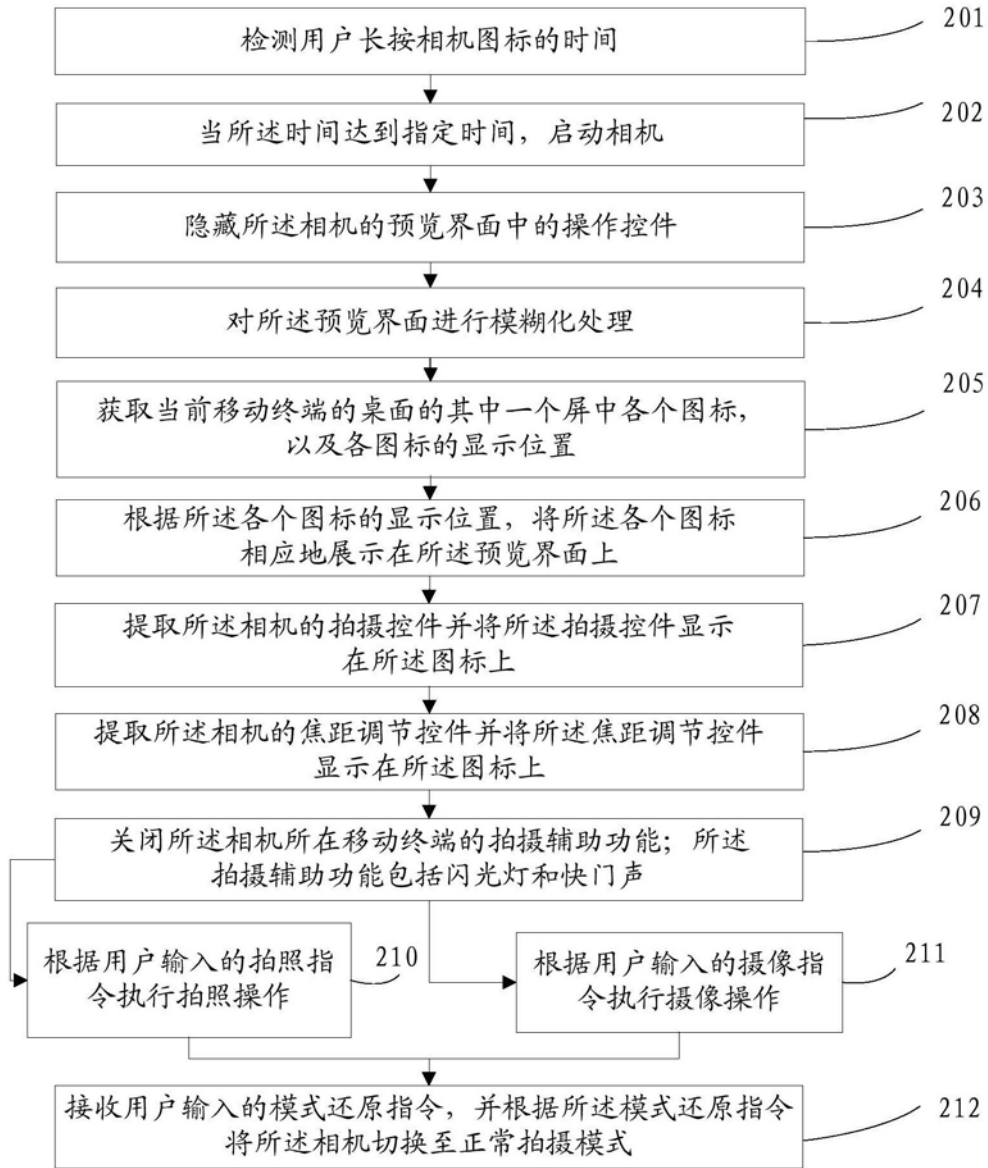 检测用户长按相机图标的时间
201
当所述时间达到指定时间，启动相机
202
隐藏所述相机的预览界面中的操作控件
203
对所述预览界面进行模糊化处理
204
获取当前移动终端的桌面的其中一个屏中各个图标，
以及各图标的显示位置
205
根据所述各个图标的显示位置，将所述各个图标
相应地展示在所述预览界面上
206
提取所述相机的拍摄控件并将所述拍摄控件显示
在所述图标上
207
提取所述相机的焦距调节控件并将所述焦距调节控件
显示在所述图标上
208
关闭所述相机所在移动终端的拍摄辅助功能；所述
拍摄辅助功能包括闪光灯和快门声
209
根据用户输入的拍照指
令执行拍照操作
210
根据用户输入的摄像指
令执行摄像操作
211
接收用户输入的模式还原指令，并根据所述模式还原指令
将所述相机切换至正常拍摄模式
212